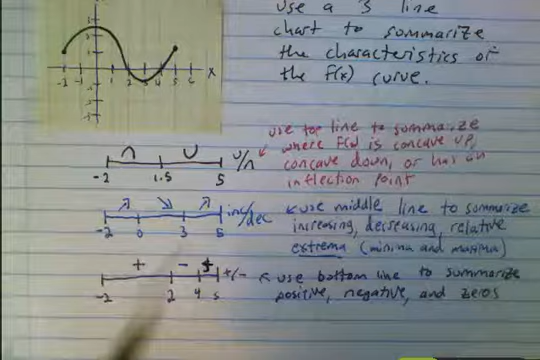 use a 3 line
chart to summarize
the characteristics of
the f(x) curve.
-2 -1 1 2 3 4 5 6 x
use top line to summarize
where f(x) is concave up,
concave down, or has an
inflection point
∩ ∪ ∪/∩
-2 1.5 5
↗ ↘ ↗ inc/dec
-2 0 3 5
← use middle line to summarize
increasing, decreasing, relative
extrema (minima and maxima)
+ - + +/-
-2 2 4 5
← use bottom line to summarize
positive, negative, and zeros